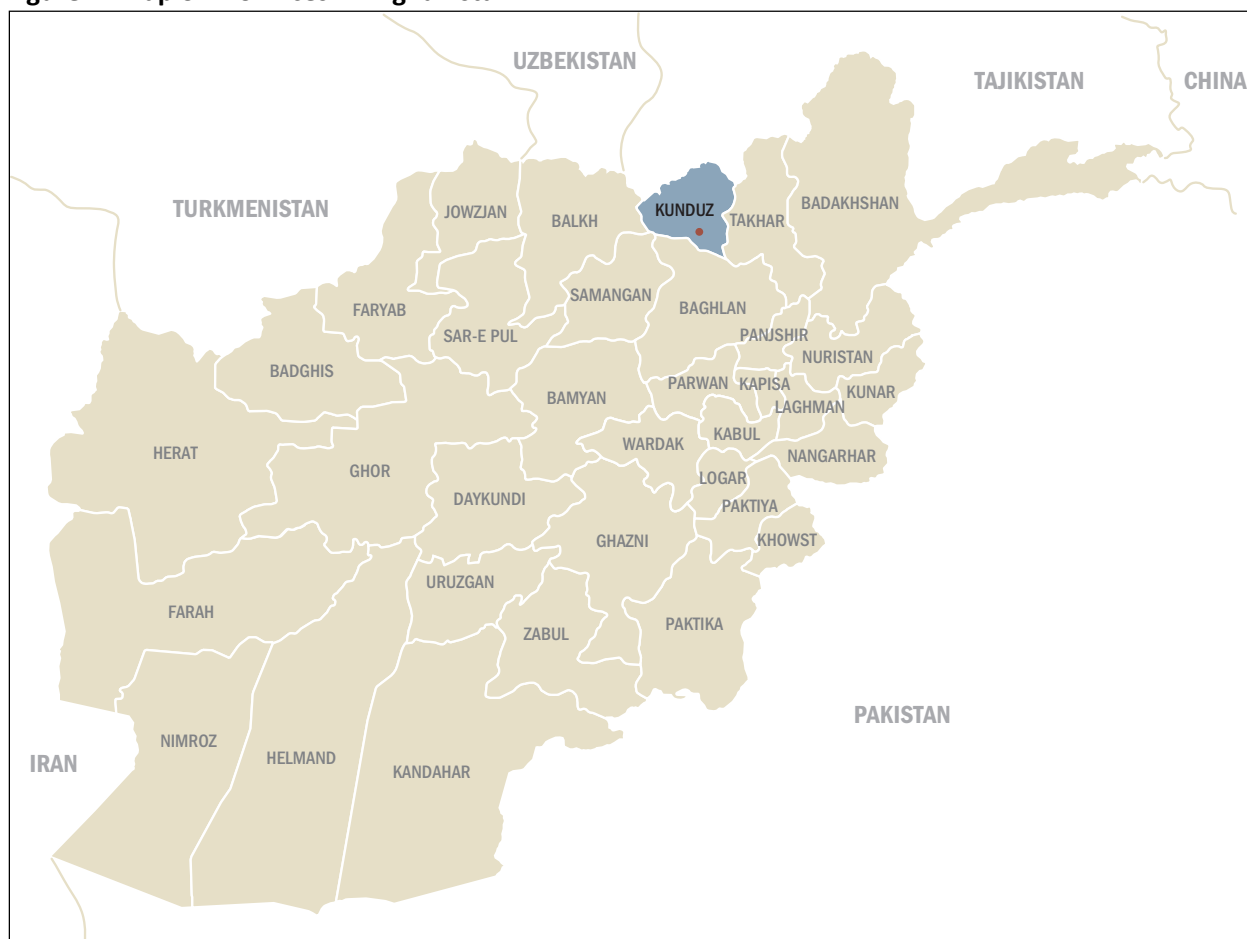 UZBEKISTAN
TAJIKISTAN
CHINA
TURKMENISTAN
JOWZJAN
BALKH
KUNDUZ
TAKHAR
BADAKHSHAN
FARYAB
SAR-E PUL
SAMANGAN
BAGHLAN
PANJSHIR
NURISTAN
BADGHIS
BAMYAN
PARWAN
KAPISA
LAGHMAN
KUNAR
HERAT
GHOR
WARDAK
KABUL
NANGARHAR
DAYKUNDI
LOGAR
PAKTIYA
GHAZNI
KHOWST
FARAH
URUZGAN
ZABUL
PAKTIKA
PAKISTAN
IRAN
NIMROZ
HELMAND
KANDAHAR